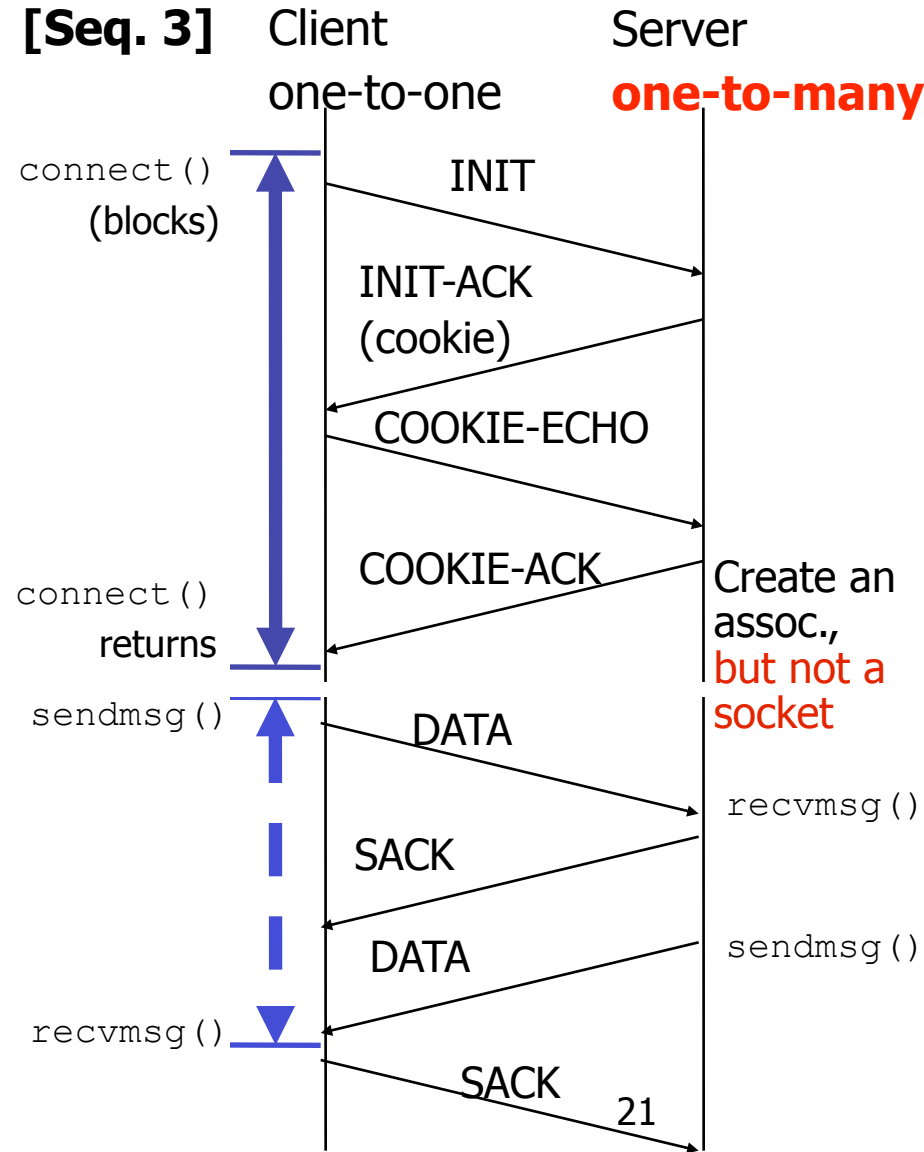 [Seq. 3] Client Server
one-to-one one-to-many
connect() INIT
(blocks)
INIT-ACK
(cookie)
COOKIE-ECHO
COOKIE-ACK Create an
connect() assoc.,
returns but not a
sendmsg() socket
DATA
recvmsg()
SACK
sendmsg()
DATA
recvmsg()
SACK
21